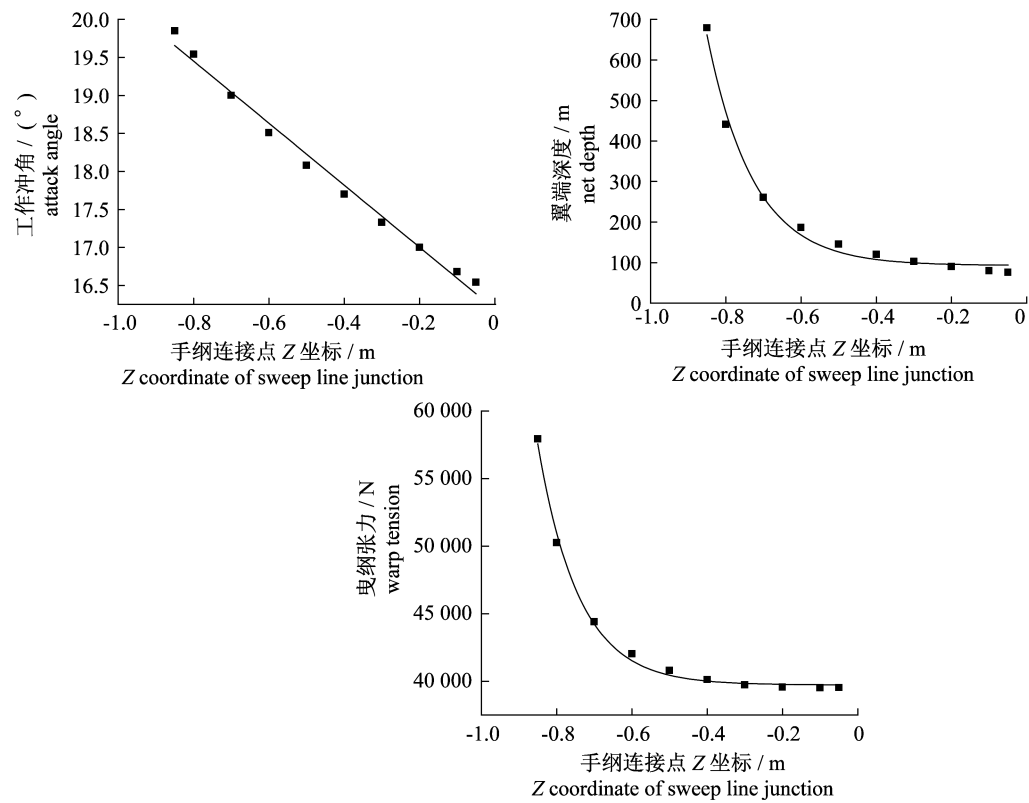 20.0
19.5
19.0
18.5
18.0
17.5
17.0
16.5
工作冲角 / (°)
attack angle
-1.0 -0.8 -0.6 -0.4 -0.2 0
手纲连接点 Z 坐标 / m
Z coordinate of sweep line junction
700
600
500
400
300
200
100
0
翼端深度 / m
net depth
-1.0 -0.8 -0.6 -0.4 -0.2 0
手纲连接点 Z 坐标 / m
Z coordinate of sweep line junction
60 000
55 000
50 000
45 000
40 000
曳纲张力 / N
warp tension
-1.0 -0.8 -0.6 -0.4 -0.2 0
手纲连接点 Z 坐标 / m
Z coordinate of sweep line junction